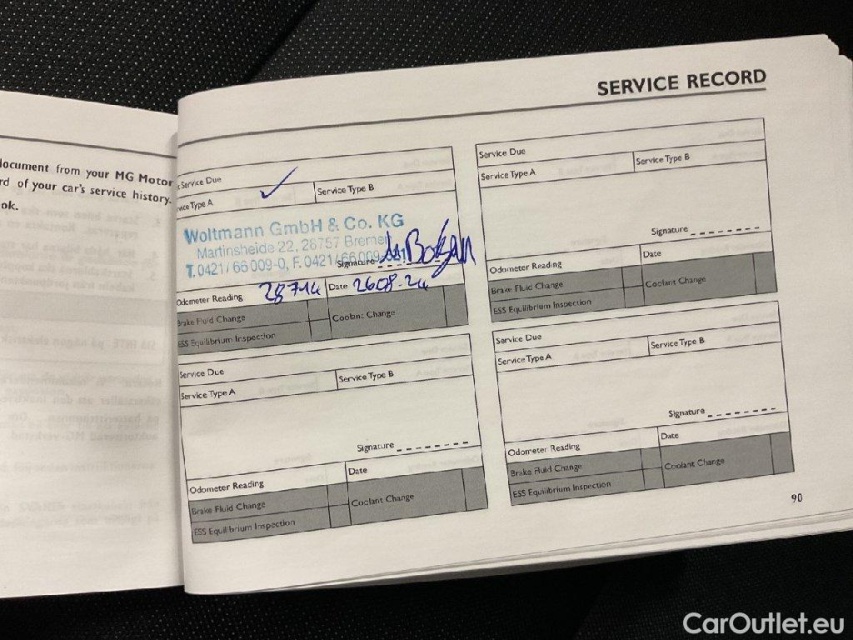 SERVICE RECORD
document from your MG Motor
rd of your car's service history.
ok.
Service Due
vice Type A
Service Type B
Woltmann GmbH & Co. KG
Martinsheide 22, 28757 Bremen
T.0421/66 009-0, F.0421/66 009
Signature
Odometer Reading 28714
Date 26.08.24
Brake Fluid Change
Coolant Change
ESS Equilibrium Inspection
Service Due
Service Type A
Service Type B
Signature
Odometer Reading
Date
Brake Fluid Change
Coolant Change
ESS Equilibrium Inspection
Service Due
Service Type A
Service Type B
Signature
Odometer Reading
Date
Brake Fluid Change
Coolant Change
ESS Equilibrium Inspection
Service Due
Service Type A
Service Type B
Signature
Odometer Reading
Date
Brake Fluid Change
Coolant Change
ESS Equilibrium Inspection
90
CarOutlet.eu